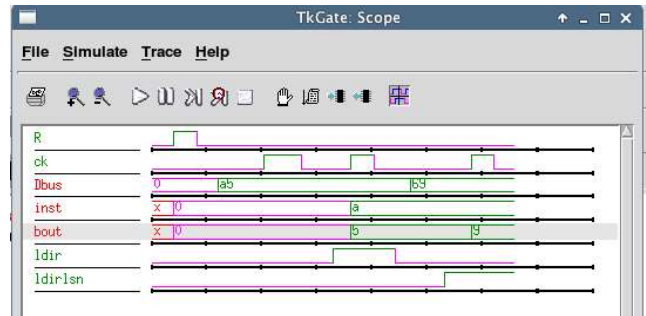 TkGate: Scope
File Simulate Trace Help
R
ck
Dbus 0 a5 69
inst x 0 a
bout x 0 5 9
ldir
ldirlsn